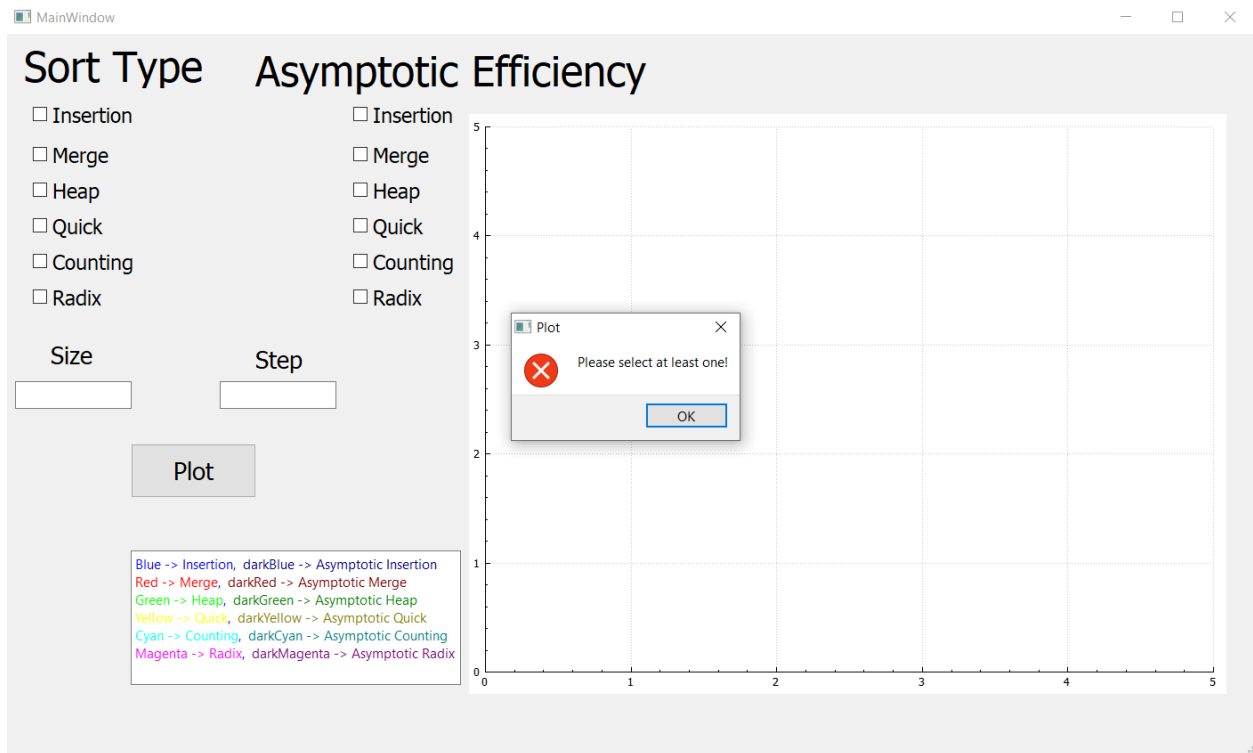 MainWindow
Sort Type
Asymptotic Efficiency
Insertion
Merge
Heap
Quick
Counting
Radix
Insertion
Merge
Heap
Quick
Counting
Radix
Size
Step
Plot
Blue -> Insertion, darkBlue -> Asymptotic Insertion
Red -> Merge, darkRed -> Asymptotic Merge
Green -> Heap, darkGreen -> Asymptotic Heap
Yellow -> Quick, darkYellow -> Asymptotic Quick
Cyan -> Counting, darkCyan -> Asymptotic Counting
Magenta -> Radix, darkMagenta -> Asymptotic Radix
5
4
3
2
1
0
0 1 2 3 4 5
Plot
Please select at least one!
OK